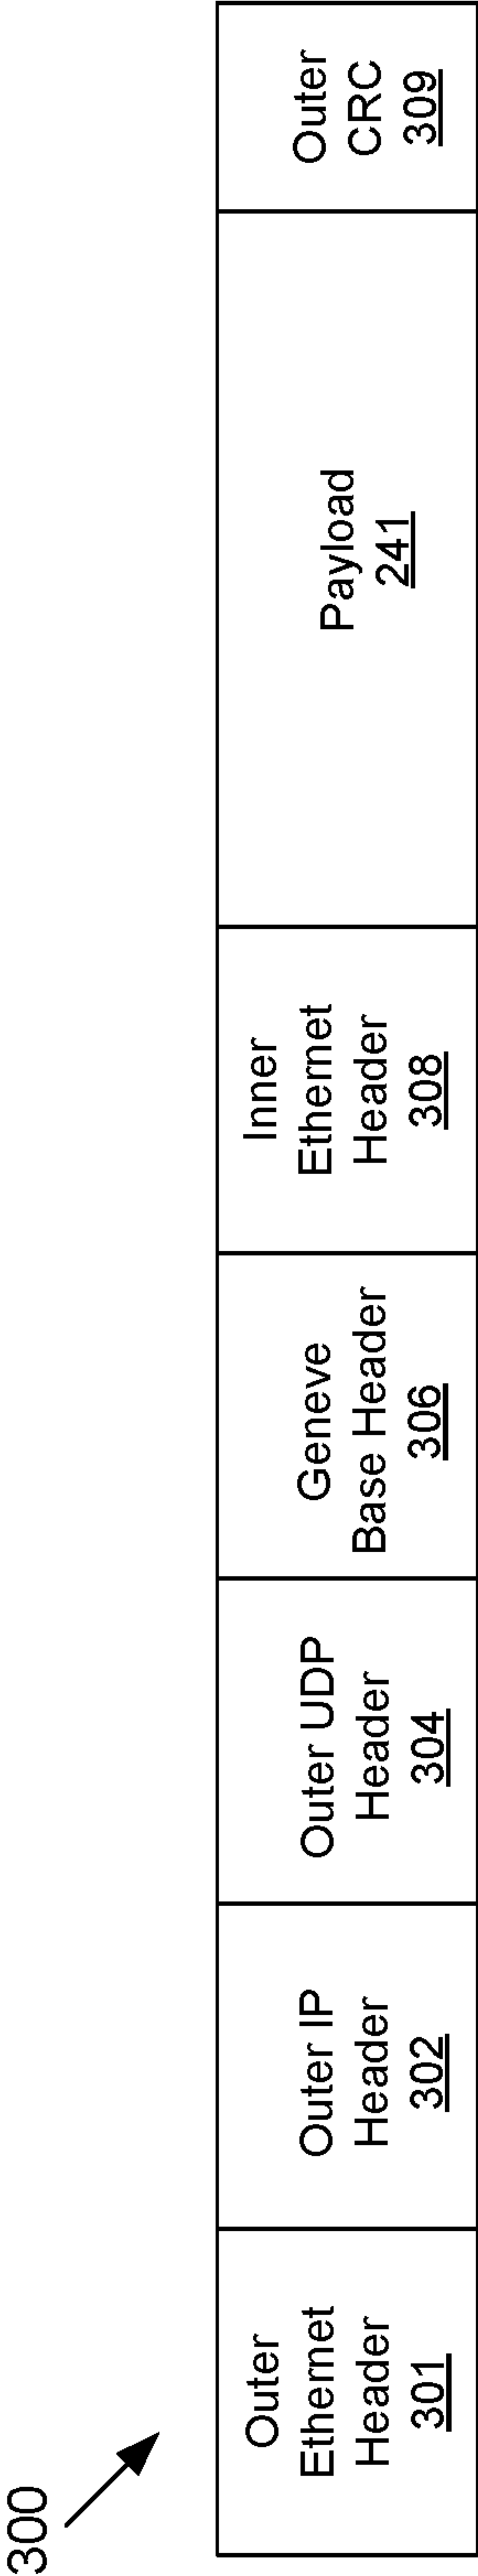 300
Outer
Ethernet
Header
301
Outer IP
Header
302
Outer UDP
Header
304
Geneve
Base Header
306
Inner
Ethernet
Header
308
Payload
241
Outer
CRC
309